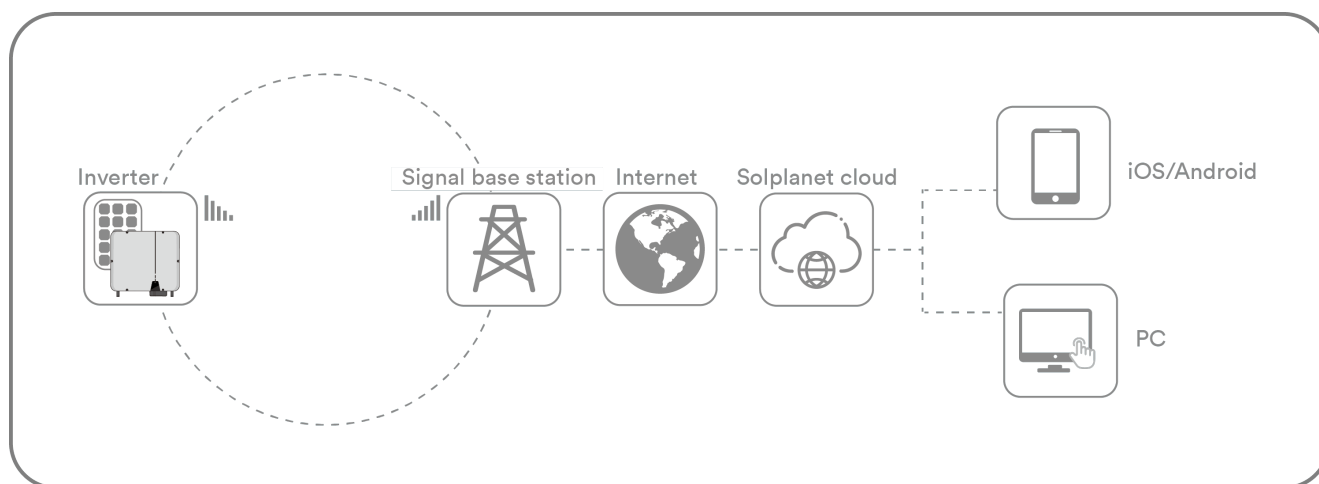 Inverter
Signal base station
Internet
Solplanet cloud
iOS/Android
PC